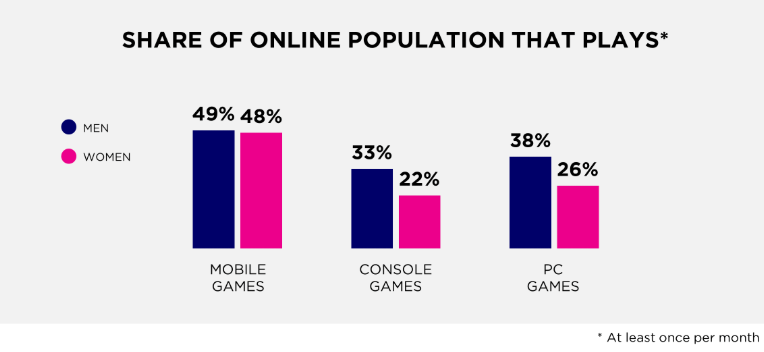 SHARE OF ONLINE POPULATION THAT PLAYS*
MEN
WOMEN
49% 48%
33%
22%
38%
26%
MOBILE
GAMES
CONSOLE
GAMES
PC
GAMES
* At least once per month